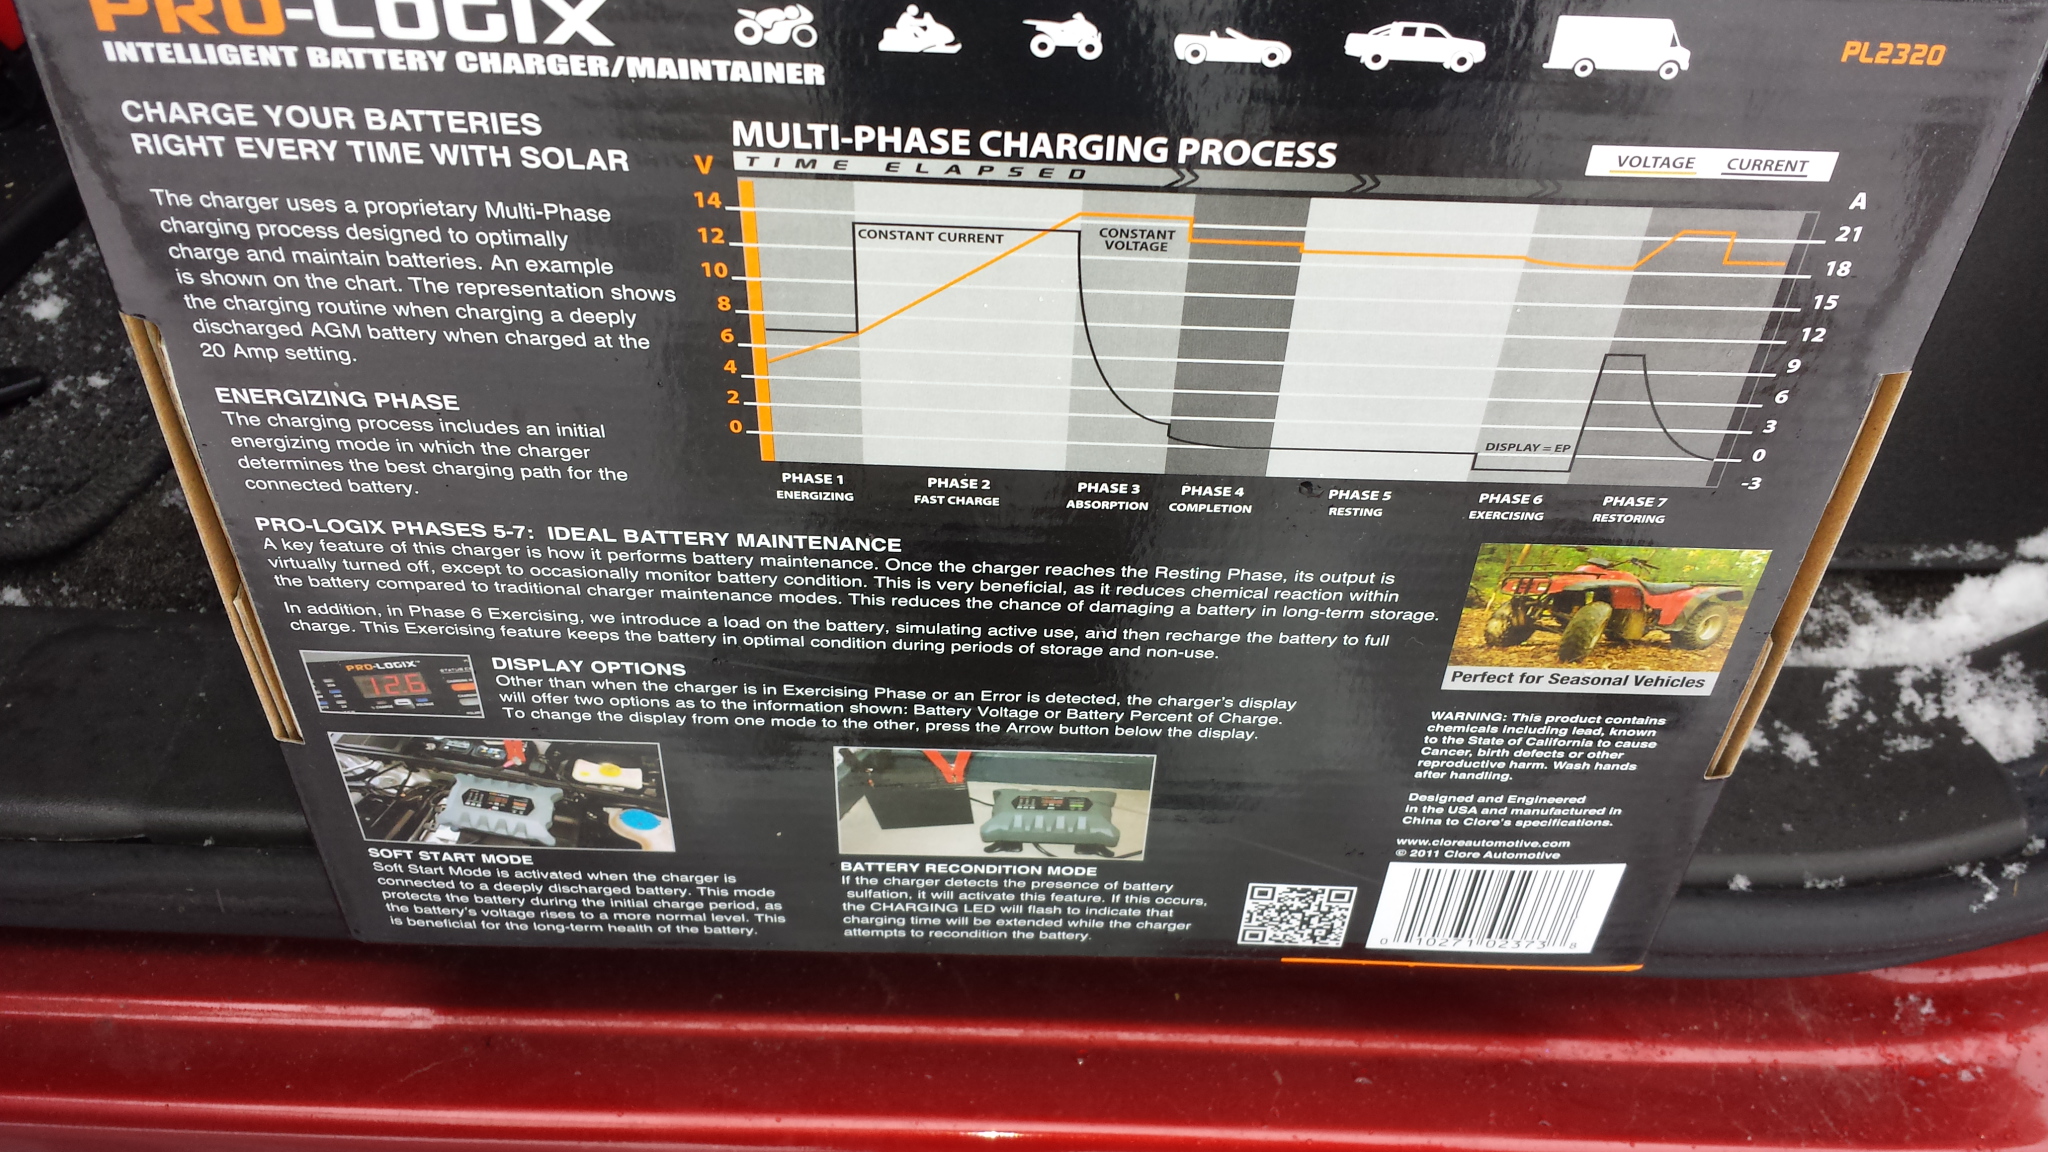 PRO-LOGIX
INTELLIGENT BATTERY CHARGER/MAINTAINER
PL2320
CHARGE YOUR BATTERIES
RIGHT EVERY TIME WITH SOLAR
The charger uses a proprietary Multi-Phase
charging process designed to optimally
charge and maintain batteries. An example
is shown on the chart. The representation shows
the charging routine when charging a deeply
discharged AGM battery when charged at the
20 Amp setting.
ENERGIZING PHASE
The charging process includes an initial
energizing mode in which the charger
determines the best charging path for the
connected battery.
MULTI-PHASE CHARGING PROCESS
VOLTAGE CURRENT
V
TIME ELAPSED
A
14
12
10
8
6
4
2
0
CONSTANT CURRENT
CONSTANT
VOLTAGE
DISPLAY = EP
21
18
15
12
9
6
3
0
-3
PHASE 1
ENERGIZING
PHASE 2
FAST CHARGE
PHASE 3
ABSORPTION
PHASE 4
COMPLETION
PHASE 5
RESTING
PHASE 6
EXERCISING
PHASE 7
RESTORING
PRO-LOGIX PHASES 5-7: IDEAL BATTERY MAINTENANCE
A key feature of this charger is how it performs battery maintenance. Once the charger reaches the Resting Phase, its output is
virtually turned off, except to occasionally monitor battery condition. This is very beneficial, as it reduces chemical reaction within
the battery compared to traditional charger maintenance modes. This reduces the chance of damaging a battery in long-term storage.
In addition, in Phase 6 Exercising, we introduce a load on the battery, simulating active use, and then recharge the battery to full
charge. This Exercising feature keeps the battery in optimal condition during periods of storage and non-use.
PRO-LOGIX
12.6
DISPLAY OPTIONS
Other than when the charger is in Exercising Phase or an Error is detected, the charger's display
will offer two options as to the information shown: Battery Voltage or Battery Percent of Charge.
To change the display from one mode to the other, press the Arrow button below the display.
Perfect for Seasonal Vehicles
WARNING: This product contains
chemicals including lead, known
to the State of California to cause
Cancer, birth defects or other
reproductive harm. Wash hands
after handling.
Designed and Engineered
in the USA and manufactured in
China to Clore's specifications.
www.cloreautomotive.com
© 2011 Clore Automotive
SOFT START MODE
Soft Start Mode is activated when the charger is
connected to a deeply discharged battery. This mode
protects the battery during the initial charge period, as
the battery's voltage rises to a more normal level. This
is beneficial for the long-term health of the battery.
BATTERY RECONDITION MODE
If the charger detects the presence of battery
sulfation, it will activate this feature. If this occurs,
the CHARGING LED will flash to indicate that
charging time will be extended while the charger
attempts to recondition the battery.
0 10271 02373 8